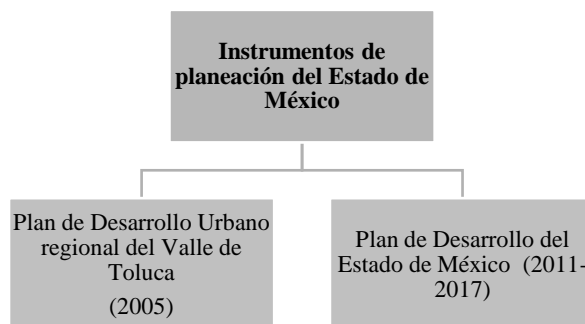 Instrumentos de
planeación del Estado de
México
Plan de Desarrollo Urbano
regional del Valle de
Toluca
(2005)
Plan de Desarrollo del
Estado de México (2011-
2017)